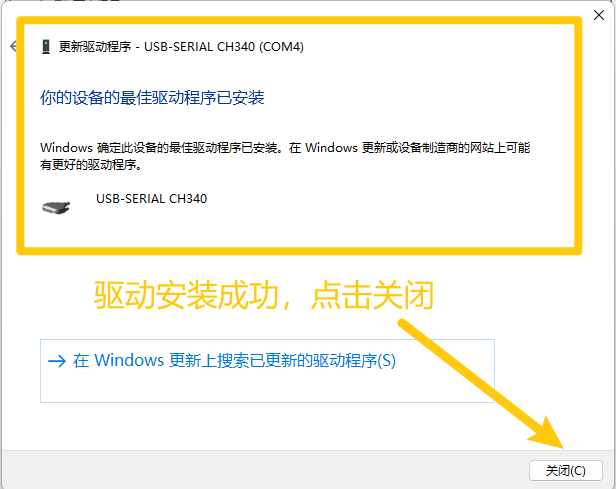 更新驱动程序 - USB-SERIAL CH340 (COM4)
你的设备的最佳驱动程序已安装
Windows 确定此设备的最佳驱动程序已安装。在 Windows 更新或设备制造商的网站上可能
有更好的驱动程序。
USB-SERIAL CH340
驱动安装成功，点击关闭
在 Windows 更新上搜索已更新的驱动程序(S)
关闭(C)